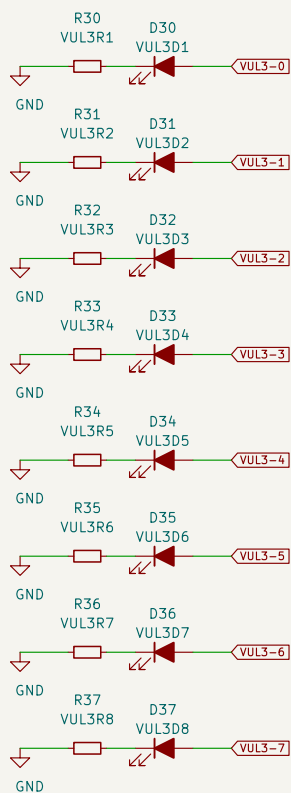 R30
VUL3R1
D30
VUL3D1
VUL3-0
GND
R31
VUL3R2
D31
VUL3D2
VUL3-1
GND
R32
VUL3R3
D32
VUL3D3
VUL3-2
GND
R33
VUL3R4
D33
VUL3D4
VUL3-3
GND
R34
VUL3R5
D34
VUL3D5
VUL3-4
GND
R35
VUL3R6
D35
VUL3D6
VUL3-5
GND
R36
VUL3R7
D36
VUL3D7
VUL3-6
GND
R37
VUL3R8
D37
VUL3D8
VUL3-7
GND